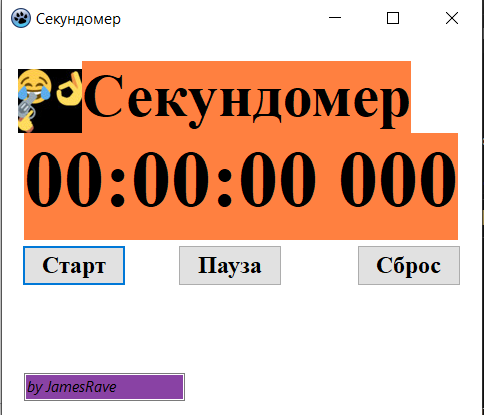 Секундомер
Секундомер
00:00:00 000
Старт Пауза Сброс
by JamesRave